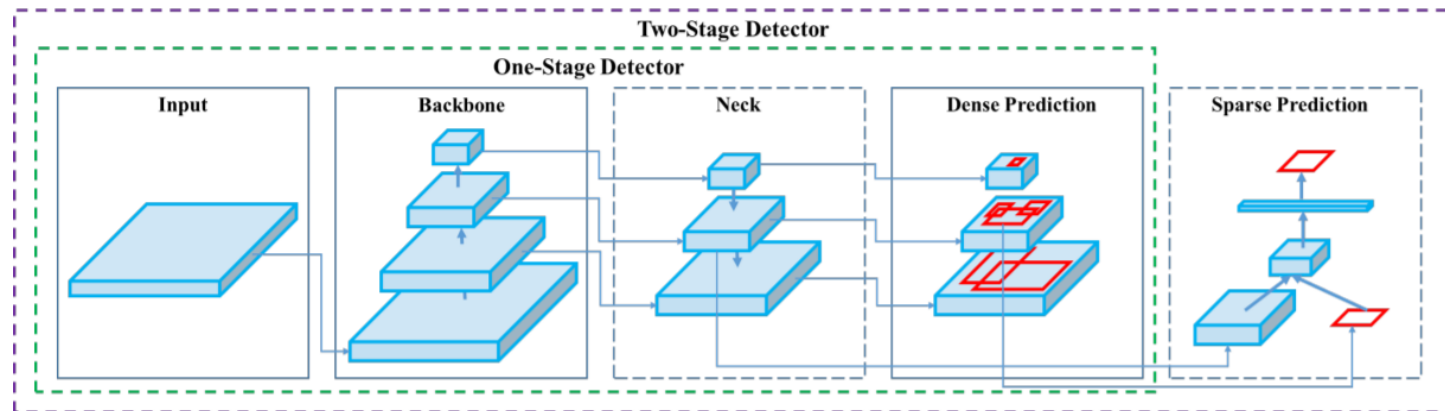 Two-Stage Detector
One-Stage Detector
Input
Backbone
Neck
Dense Prediction
Sparse Prediction